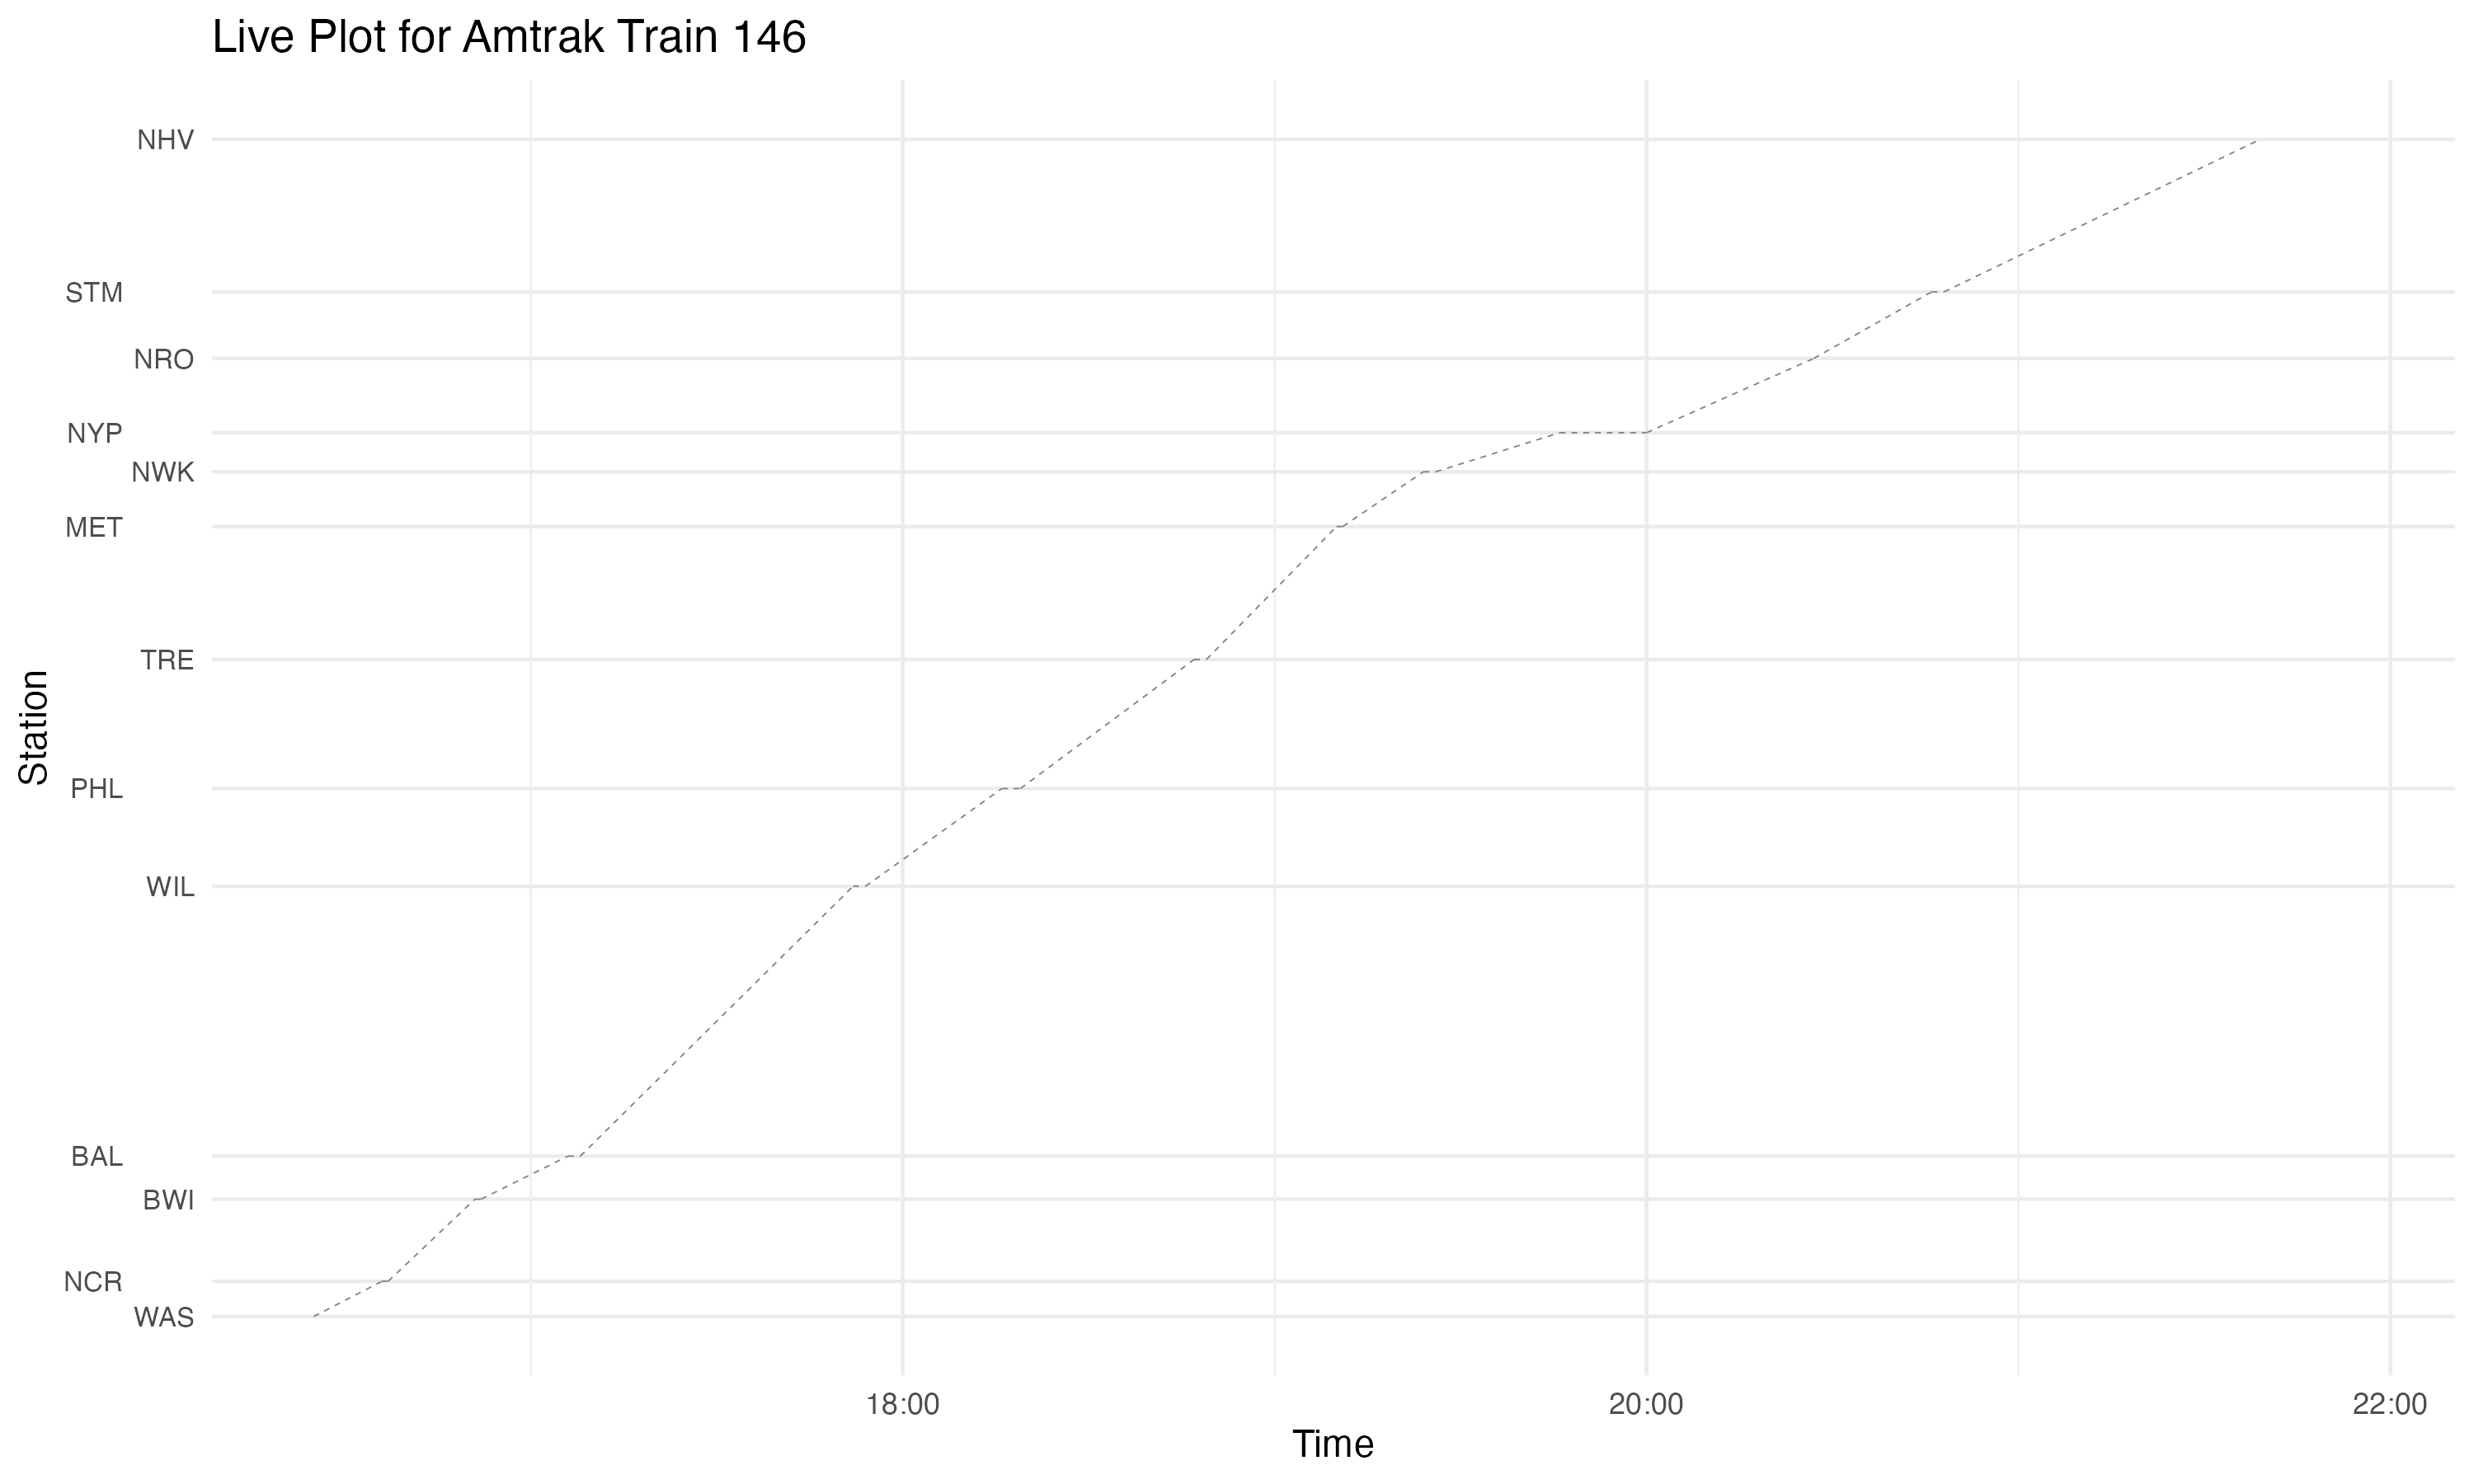 Live Plot for Amtrak Train 146
NHV
STM
NRO
NYP
NWK
MET
TRE
Station
PHL
WIL
BAL
BWI
NCR
WAS
18:00 20:00 22:00
Time